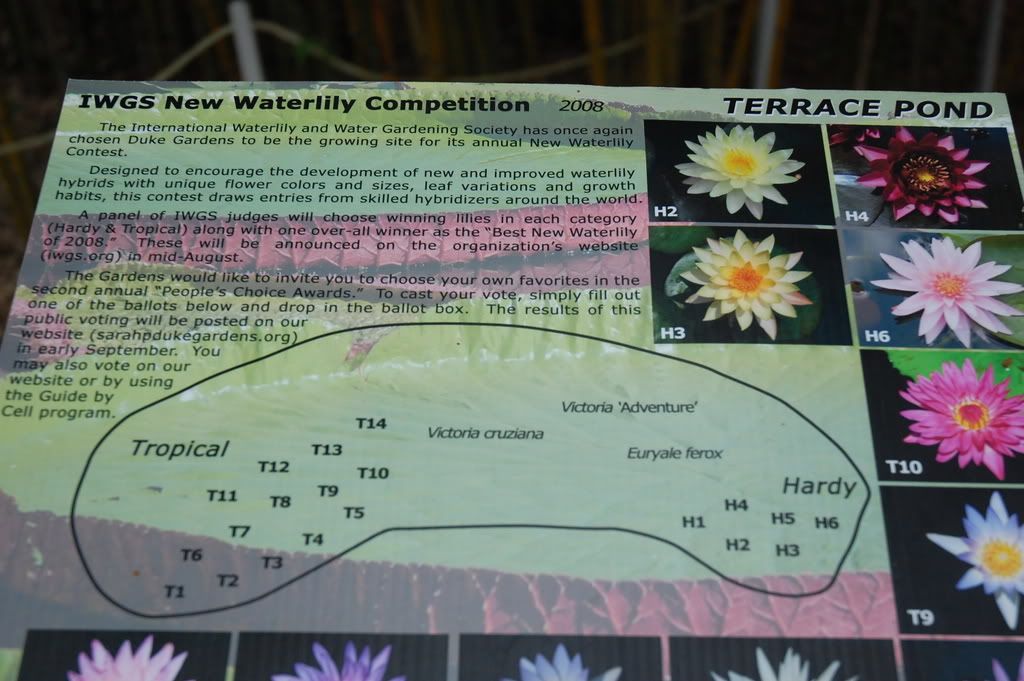 IWGS New Waterlily Competition 2008
TERRACE POND
The International Waterlily and Water Gardening Society has once again
chosen Duke Gardens to be the growing site for its annual New Waterlily
Contest.
Designed to encourage the development of new and improved waterlily
hybrids with unique flower colors and sizes, leaf variations and growth
habits, this contest draws entries from skilled hybridizers around the world.
A panel of IWGS judges will choose winning lilies in each category
(Hardy & Tropical) along with one over-all winner as the “Best New Waterlily
of 2008.” These will be announced on the organization’s website
(iwgs.org) in mid-August.
The Gardens would like to invite you to choose your own favorites in the
second annual “People’s Choice Awards.” To cast your vote, simply fill out
one of the ballots below and drop in the ballot box. The results of this
public voting will be posted on our
website (sarahpdukegardens.org)
in early September. You
may also vote on our
website or by using
the Guide by
Cell program.
H2
H4
H3
H6
T10
T9
Tropical
T14
T13
T12
T10
T11
T8
T9
T5
T7
T4
T6
T3
T2
T1
Victoria cruziana
Victoria ‘Adventure’
Euryale ferox
Hardy
H4
H1
H5
H6
H2
H3